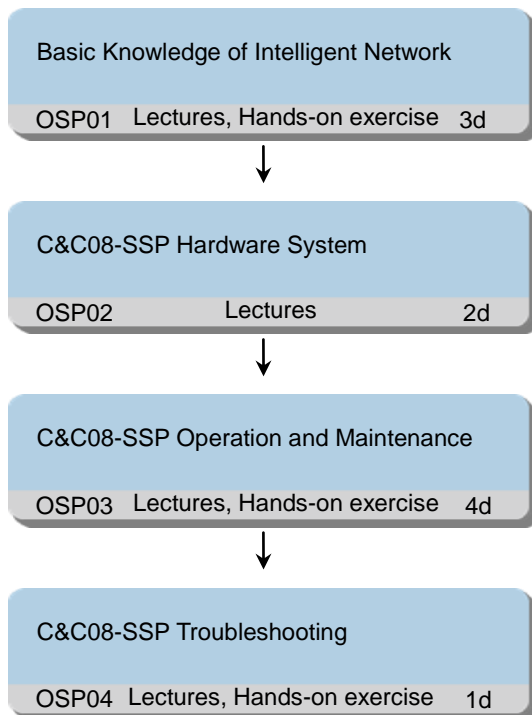 Basic Knowledge of Intelligent Network
OSP01 Lectures, Hands-on exercise 3d
C&C08-SSP Hardware System
OSP02 Lectures 2d
C&C08-SSP Operation and Maintenance
OSP03 Lectures, Hands-on exercise 4d
C&C08-SSP Troubleshooting
OSP04 Lectures, Hands-on exercise 1d